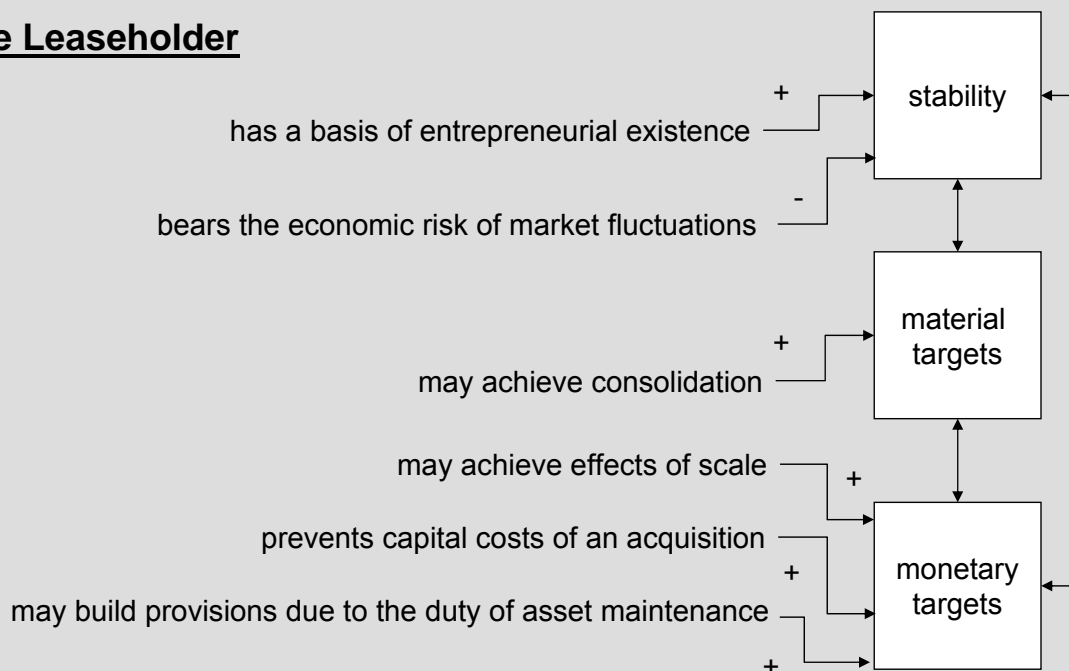 e Leaseholder
+
stability
has a basis of entrepreneurial existence
-
bears the economic risk of market fluctuations
material
targets
+
may achieve consolidation
may achieve effects of scale
+
prevents capital costs of an acquisition
+
monetary
targets
may build provisions due to the duty of asset maintenance
+